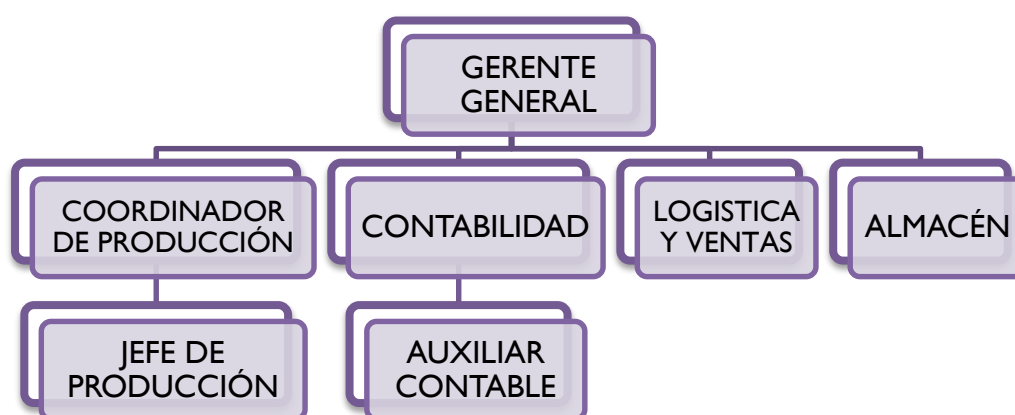 GERENTE
GENERAL
COORDINADOR
DE PRODUCCIÓN
CONTABILIDAD
LOGISTICA
Y VENTAS
ALMACÉN
JEFE DE
PRODUCCIÓN
AUXILIAR
CONTABLE